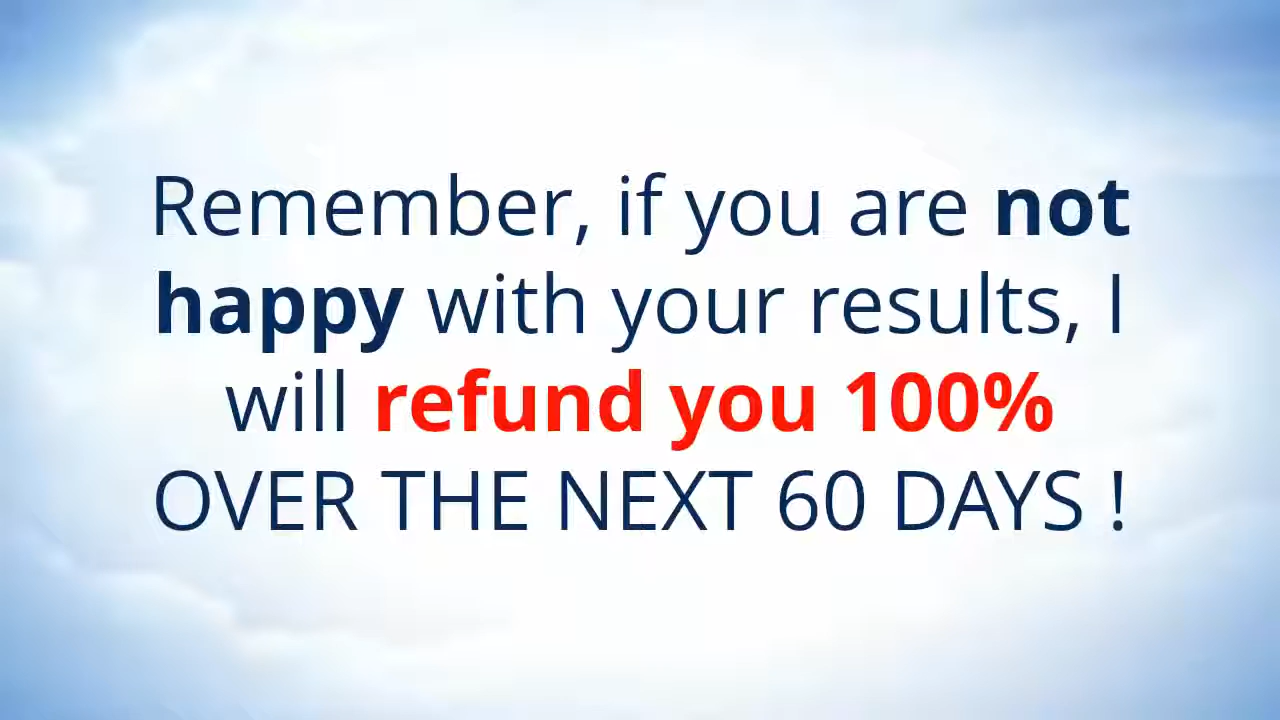 Remember, if you are not
happy with your results, I
will refund you 100%
OVER THE NEXT 60 DAYS !